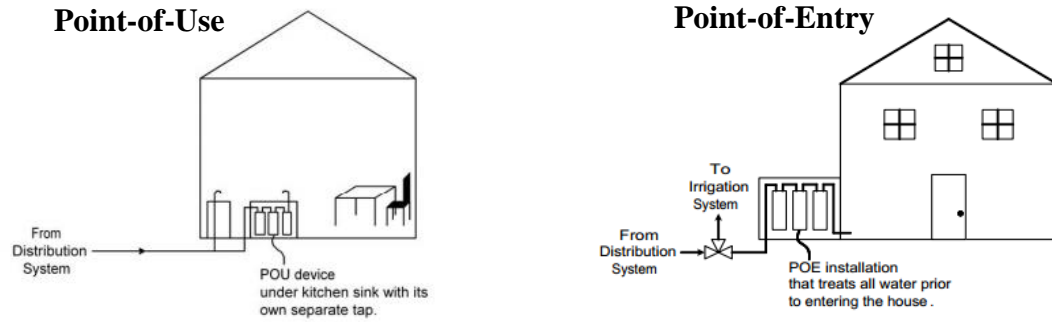 Point-of-Use
From
Distribution
System
POU device
under kitchen sink with its
own separate tap.
Point-of-Entry
To
Irrigation
System
From
Distribution
System
POE installation
that treats all water prior
to entering the house .